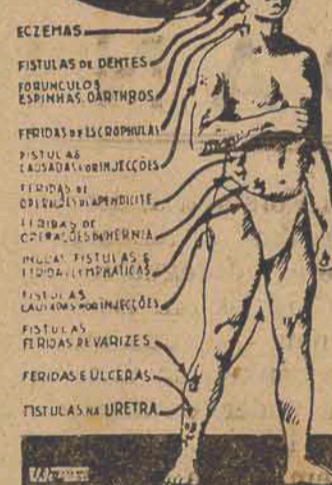 ECZEMAS
FISTULAS DE DENTES
FORUNCULOS
ESPINHAS, DARTHROS
FERIDAS DE ESCROPHULAS
FISTULAS
CAUSADAS POR INJECÇÕES
FERIDAS DE
OPERAÇÕES DE APENDICITE
FERIDAS DE
OPERAÇÕES DE HERNIA
INGUAS, FISTULAS E
FERIDAS LYMPHATICAS
FISTULAS
CAUSADAS POR INJECÇÕES
FISTULAS
FERIDAS DE VARIZES
FERIDAS E ULCERAS
FISTULAS NA URETRA